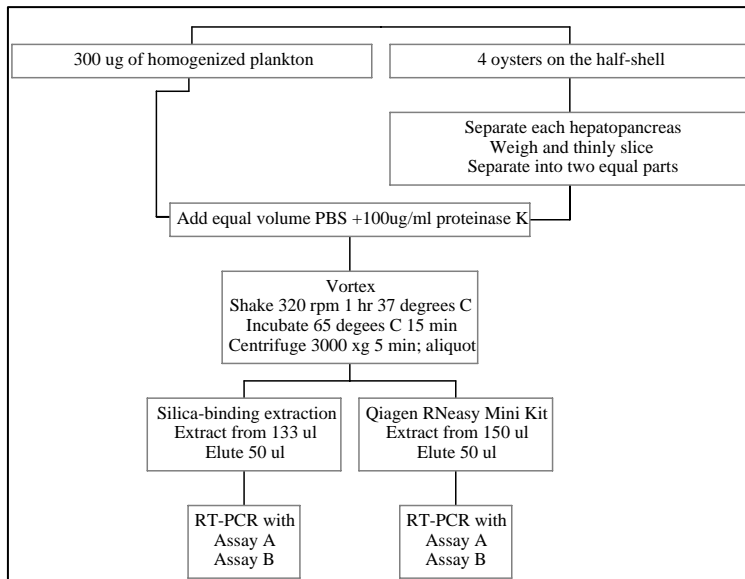 300 ug of homogenized plankton
4 oysters on the half-shell
Separate each hepatopancreas
Weigh and thinly slice
Separate into two equal parts
Add equal volume PBS +100ug/ml proteinase K
Vortex
Shake 320 rpm 1 hr 37 degrees C
Incubate 65 degees C 15 min
Centrifuge 3000 xg 5 min; aliquot
Silica-binding extraction
Extract from 133 ul
Elute 50 ul
Qiagen RNeasy Mini Kit
Extract from 150 ul
Elute 50 ul
RT-PCR with
Assay A
Assay B
RT-PCR with
Assay A
Assay B